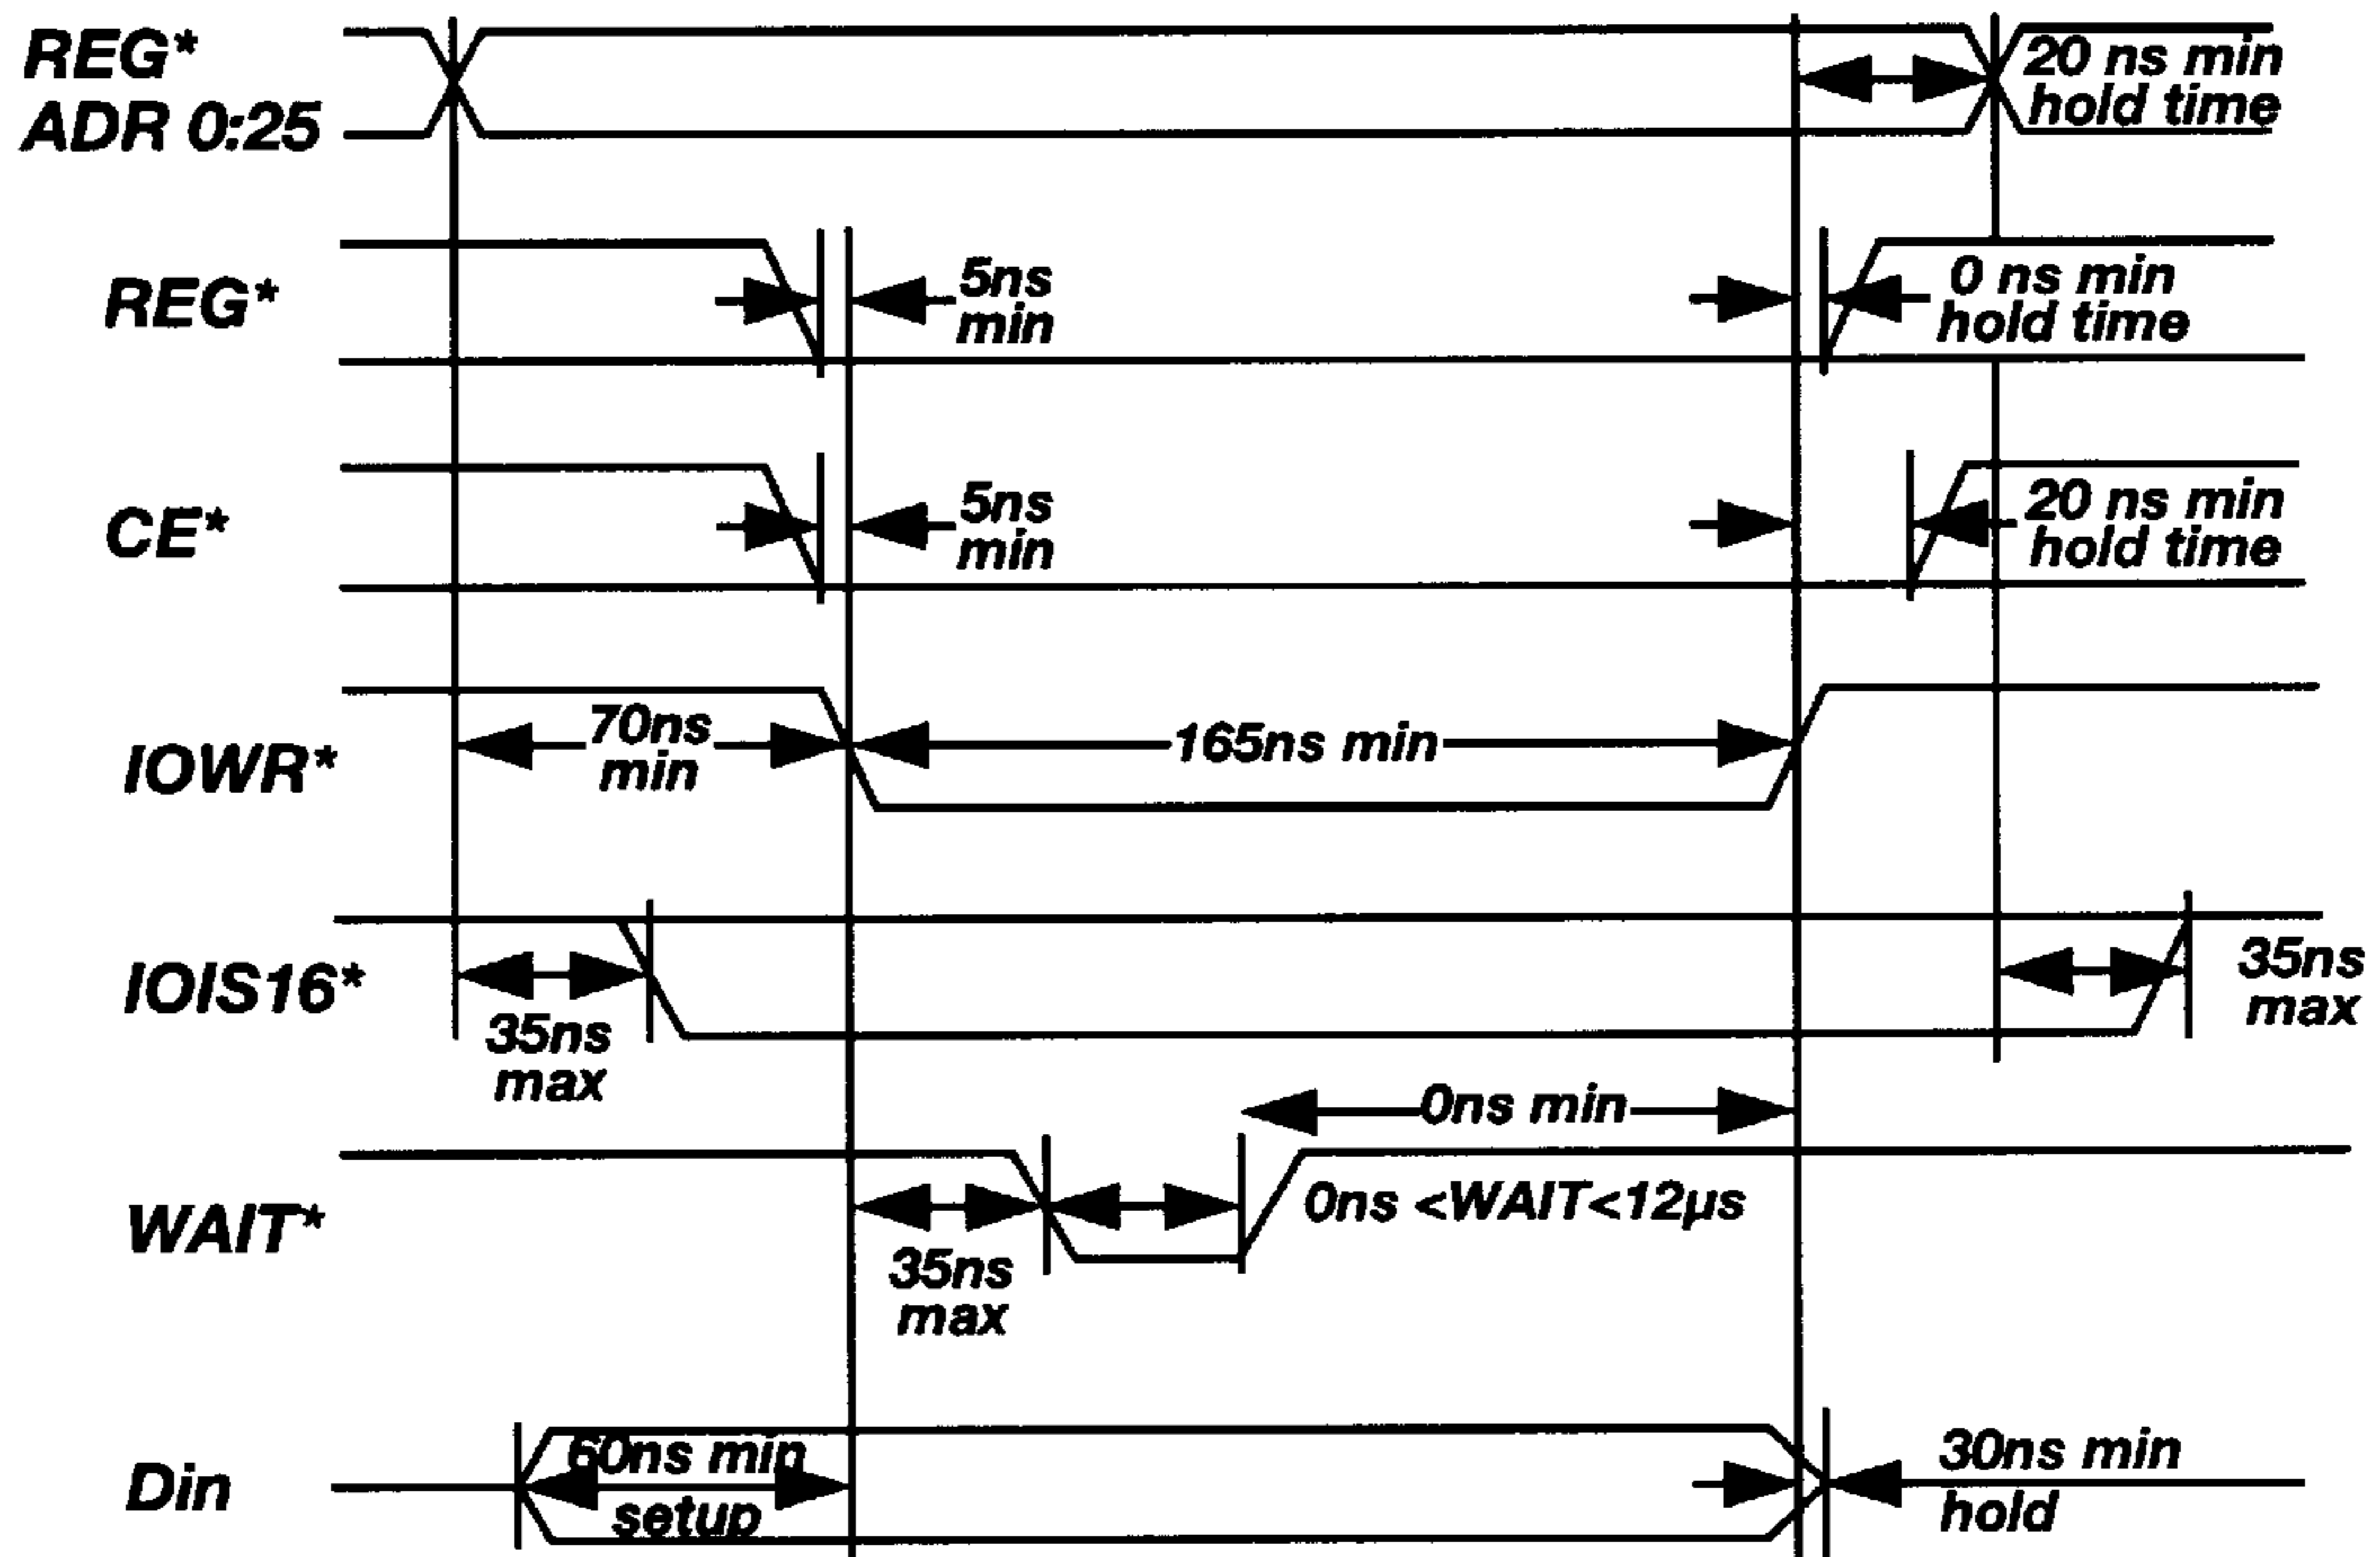 REG*
ADR 0:25
20 ns min
hold time
REG*
5ns
min
0 ns min
hold time
CE*
5ns
min
20 ns min
hold time
IOWR*
70ns
min
165ns min
IOIS16*
35ns
max
35ns
max
0ns min
WAIT*
35ns
max
0ns <WAIT<12µs
Din
60ns min
setup
30ns min
hold